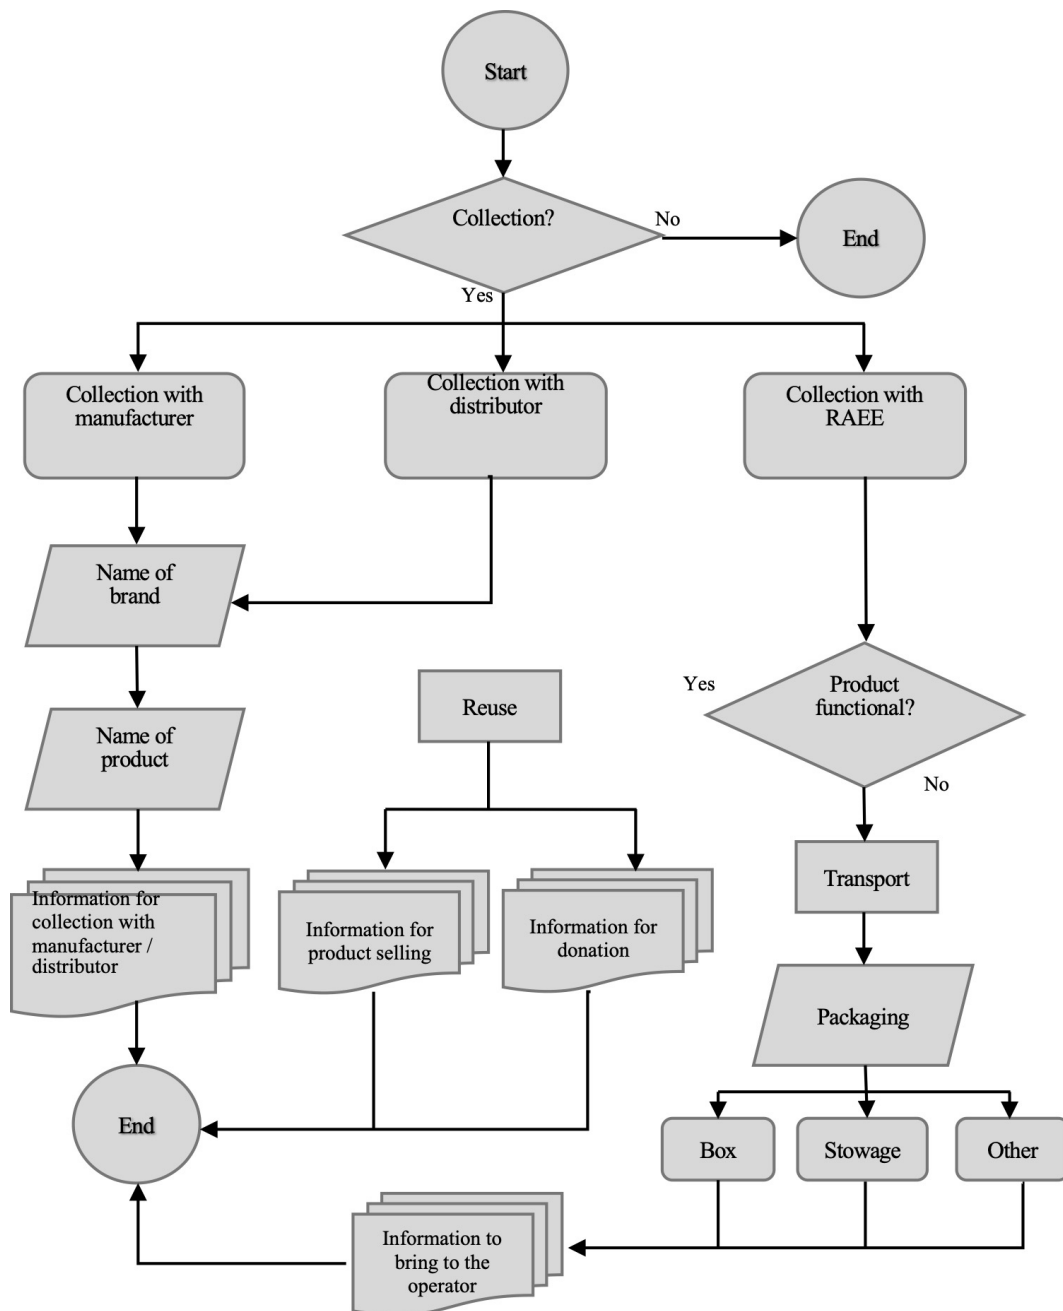 Start
Collection?
No
End
Yes
Collection with
manufacturer
Collection with
distributor
Collection with
RAEE
Name of
brand
Yes
Product
functional?
Reuse
Name of
product
No
Transport
Information for
collection with
manufacturer /
distributor
Information for
product selling
Information for
donation
Packaging
End
Box
Stowage
Other
Information to
bring to the
operator